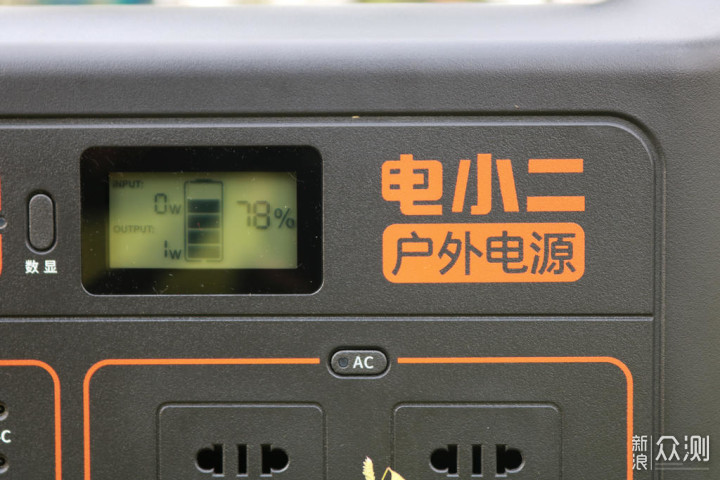 INPUT:
0W
OUTPUT:
1W
78%
数显
电小二
户外电源
AC
-C
新浪
众测